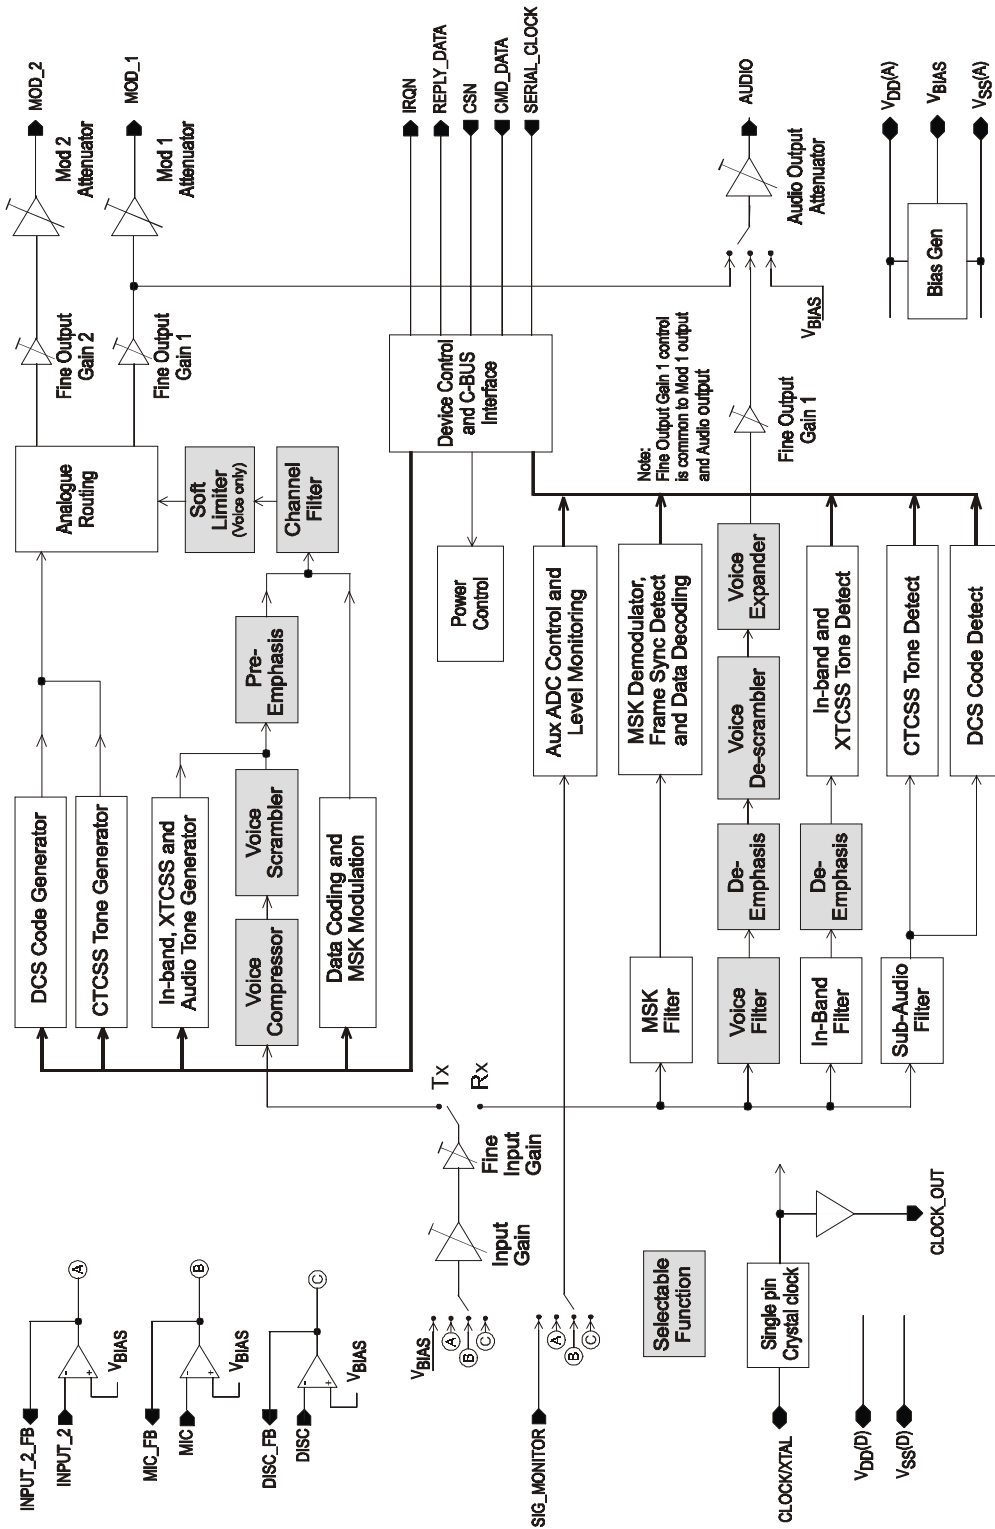 INPUT_2_FB
INPUT_2
A
VBIAS
MIC_FB
MIC
B
VBIAS
DISC_FB
DISC
C
VBIAS
VBIAS
A
B
C
Input
Gain
Fine
Input
Gain
Tx
Rx
SIG_MONITOR
A
B
C
Selectable
Function
CLOCK/XTAL
Single pin
Crystal clock
CLOCK_OUT
VDD(D)
VSS(D)
DCS Code Generator
CTCSS Tone Generator
In-band, XTCSS and
Audio Tone Generator
Voice
Compressor
Voice
Scrambler
Pre-
Emphasis
Data Coding and
MSK Modulation
Channel
Filter
Soft
Limiter
(Voice only)
Analogue
Routing
Fine Output
Gain 2
Fine Output
Gain 1
Mod 2
Attenuator
Mod 1
Attenuator
MOD_2
MOD_1
Power
Control
Device Control
and C-BUS
Interface
IRQN
REPLY_DATA
CSN
CMD_DATA
SERIAL_CLOCK
Aux ADC Control and
Level Monitoring
MSK
Filter
MSK Demodulator,
Frame Sync Detect
and Data Decoding
Voice
Filter
De-
Emphasis
Voice
De-scrambler
Voice
Expander
In-Band
Filter
De-
Emphasis
In-band and
XTCSS Tone Detect
Sub-Audio
Filter
CTCSS Tone Detect
DCS Code Detect
Note:
Fine Output Gain 1 control
is common to Mod 1 output
and Audio output
Fine Output
Gain 1
VBIAS
Audio Output
Attenuator
AUDIO
Bias Gen
VDD(A)
VBIAS
VSS(A)